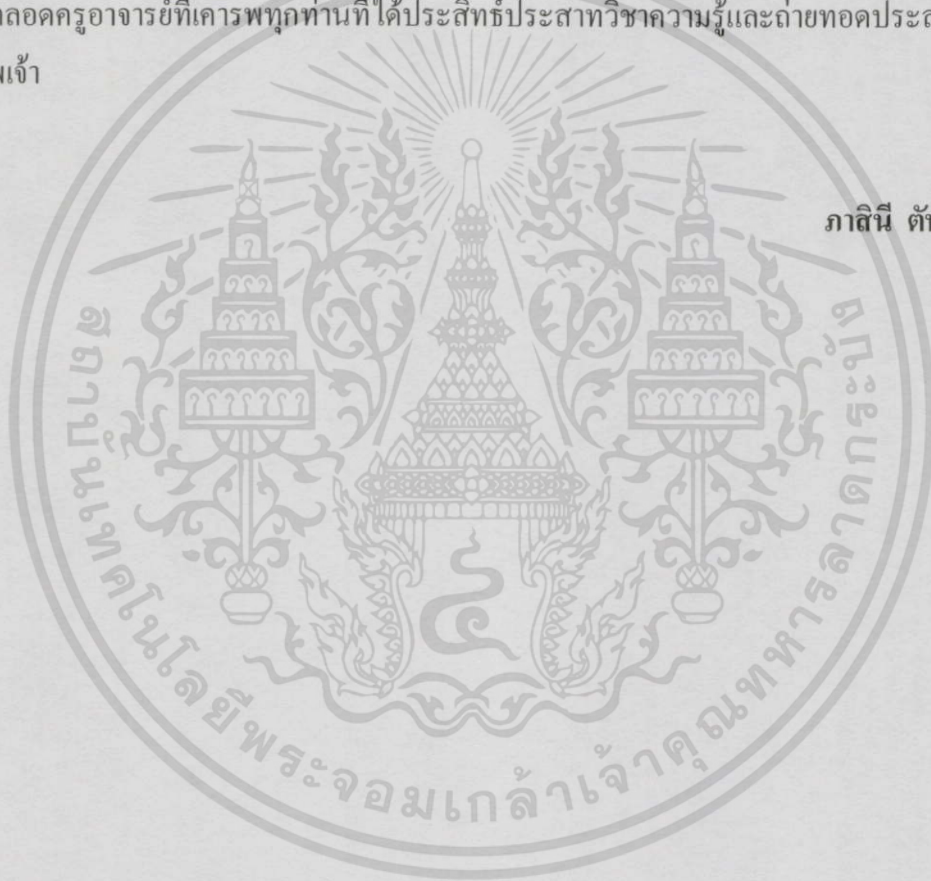 ลอดครูอาจารย์ที่เคารพทุกท่านที่ได้ประสิทธิ์ประสาทวิชาความรู้และถ่ายทอดประส
เจ้า
ภาสินี
สถาบันเทคโนโลยีพระจอมเกล้าเจ้าคุณทหารลาดกระบัง
๔